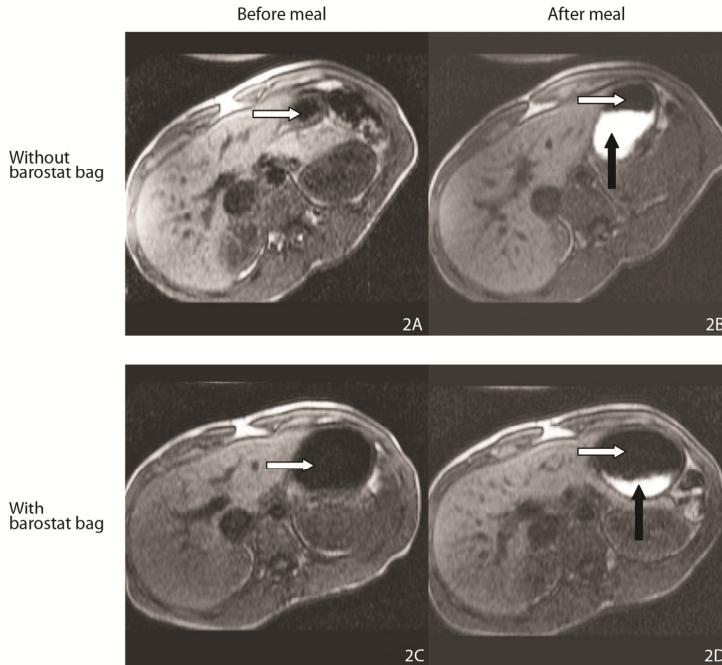 Before meal
After meal
Without
barostat bag
2A
2B
With
barostat bag
2C
2D